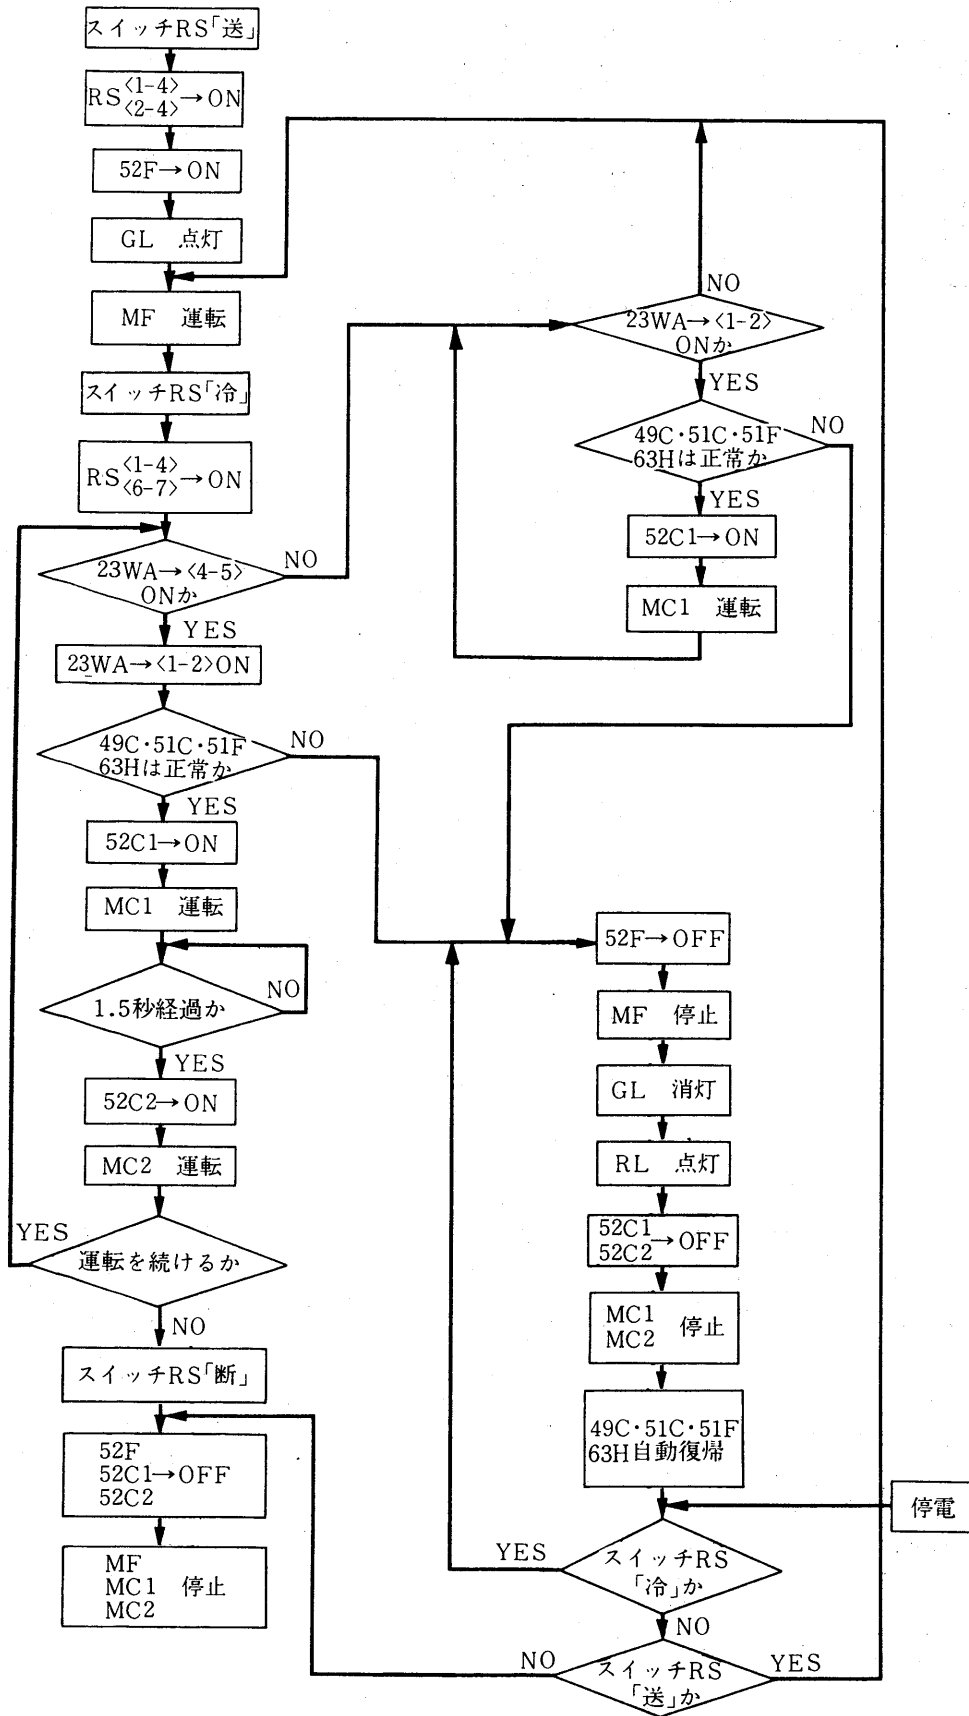 スイッチRS「送」
RS<1-4>
<2-4>→ON
52F→ON
GL 点灯
MF 運転
スイッチRS「冷」
RS<1-4>
<6-7>→ON
23WA→<4-5>
ONか
NO
YES
23WA→<1-2>ON
49C·51C·51F
63Hは正常か
NO
YES
52C1→ON
MC1 運転
1.5秒経過か
NO
YES
52C2→ON
MC2 運転
YES
運転を続けるか
NO
スイッチRS「断」
52F
52C1→OFF
52C2
MF
MC1 停止
MC2
NO
23WA→<1-2>
ONか
YES
49C·51C·51F
63Hは正常か
NO
YES
52C1→ON
MC1 運転
52F→OFF
MF 停止
GL 消灯
RL 点灯
52C1
52C2→OFF
MC1
MC2 停止
49C·51C·51F
63H自動復帰
停電
YES
スイッチRS
「冷」か
NO
NO
スイッチRS
「送」か
YES